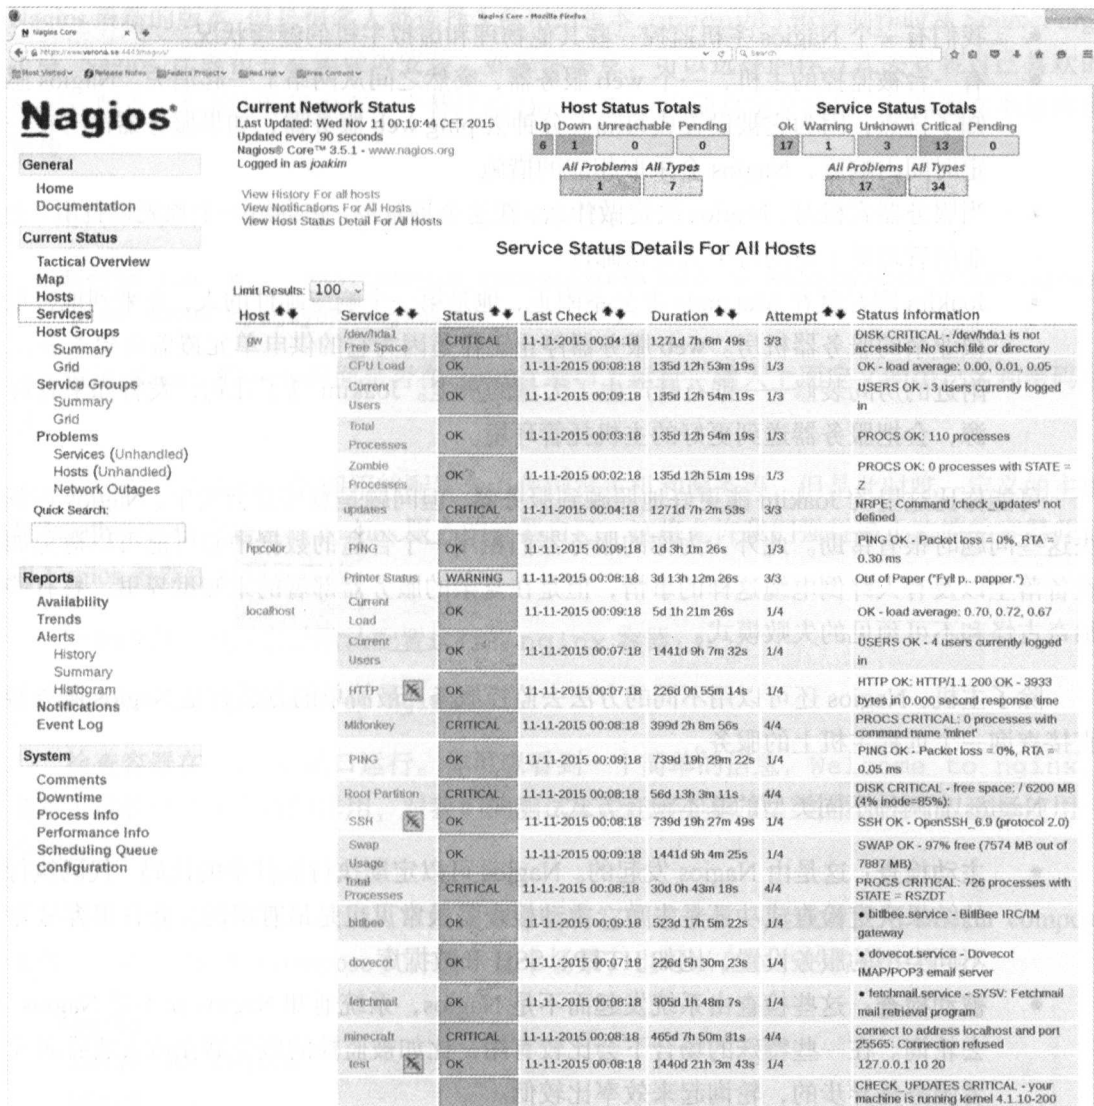 Nagios Core - Mozilla Firefox
Nagios Core
Search
Most Visited
Release Notes
Fedora Project
Red Hat
Free Content
Nagios®
General
Home
Documentation
Current Status
Tactical Overview
Map
Hosts
Services
Host Groups
Summary
Grid
Service Groups
Summary
Grid
Problems
Services (Unhandled)
Hosts (Unhandled)
Network Outages
Quick Search:
Reports
Availability
Trends
Alerts
History
Summary
Histogram
Notifications
Event Log
System
Comments
Downtime
Process Info
Performance Info
Scheduling Queue
Configuration
Current Network Status
Last Updated: Wed Nov 11 00:10:44 CET 2015
Updated every 90 seconds
Nagios® Core™ 3.5.1 - www.nagios.org
Logged in as joakim
View History For all hosts
View Notifications For All Hosts
View Host Status Detail For All Hosts
Host Status Totals
Up Down Unreachable Pending
6 1 0 0
All Problems All Types
1 7
Service Status Totals
Ok Warning Unknown Critical Pending
17 1 3 13 0
All Problems All Types
17 34
Service Status Details For All Hosts
Limit Results: 100
Host Service Status Last Check Duration Attempt Status Information
gw /dev/hda1 Free Space CRITICAL 11-11-2015 00:04:18 1271d 7h 6m 49s 3/3 DISK CRITICAL - /dev/hda1 is not accessible: No such file or directory
CPU Load OK 11-11-2015 00:08:18 135d 12h 53m 19s 1/3 OK - load average: 0.00, 0.01, 0.05
Current Users OK 11-11-2015 00:09:18 135d 12h 54m 19s 1/3 USERS OK - 3 users currently logged in
Total Processes OK 11-11-2015 00:03:18 135d 12h 54m 19s 1/3 PROCS OK: 110 processes
Zombie Processes OK 11-11-2015 00:02:18 135d 12h 51m 19s 1/3 PROCS OK: 0 processes with STATE = Z
updates CRITICAL 11-11-2015 00:04:18 1271d 7h 2m 53s 3/3 NRPE: Command 'check_updates' not defined
hpcolor PING OK 11-11-2015 00:09:18 1d 3h 1m 26s 1/3 PING OK - Packet loss = 0%, RTA = 0.30 ms
Printer Status WARNING 11-11-2015 00:08:18 3d 13h 12m 26s 3/3 Out of Paper ("Fyll p.. papper.")
localhost Current Load OK 11-11-2015 00:09:18 5d 1h 21m 26s 1/4 OK - load average: 0.70, 0.72, 0.67
Current Users OK 11-11-2015 00:07:18 1441d 9h 7m 32s 1/4 USERS OK - 4 users currently logged in
HTTP OK 11-11-2015 00:07:18 226d 0h 55m 14s 1/4 HTTP OK: HTTP/1.1 200 OK - 3933 bytes in 0.000 second response time
Mldonkey CRITICAL 11-11-2015 00:08:18 399d 2h 8m 56s 4/4 PROCS CRITICAL: 0 processes with command name 'mlnet'
PING OK 11-11-2015 00:09:18 739d 19h 29m 22s 1/4 PING OK - Packet loss = 0%, RTA = 0.05 ms
Root Partition CRITICAL 11-11-2015 00:08:18 56d 13h 3m 11s 4/4 DISK CRITICAL - free space: / 6200 MB (4% inode=85%):
SSH OK 11-11-2015 00:08:18 739d 19h 27m 49s 1/4 SSH OK - OpenSSH_6.9 (protocol 2.0)
Swap Usage OK 11-11-2015 00:09:18 1441d 9h 4m 25s 1/4 SWAP OK - 97% free (7574 MB out of 7887 MB)
Total Processes CRITICAL 11-11-2015 00:08:18 30d 0h 43m 18s 4/4 PROCS CRITICAL: 726 processes with STATE = RSZDT
bitlbee OK 11-11-2015 00:09:18 523d 17h 5m 22s 1/4 ● bitlbee.service - BitlBee IRC/IM gateway
dovecot OK 11-11-2015 00:09:18 226d 5h 30m 23s 1/4 ● dovecot.service - Dovecot IMAP/POP3 email server
fetchmail OK 11-11-2015 00:08:18 305d 1h 48m 7s 1/4 ● fetchmail.service - SYSV: Fetchmail mail retrieval program
minecraft CRITICAL 11-11-2015 00:08:18 465d 7h 50m 31s 4/4 connect to address localhost and port 25565: Connection refused
test OK 11-11-2015 00:08:18 1440d 21h 3m 43s 1/4 127.0.0.1 10 20
CHECK_UPDATES CRITICAL - your machine is running kernel 4.1.10-200